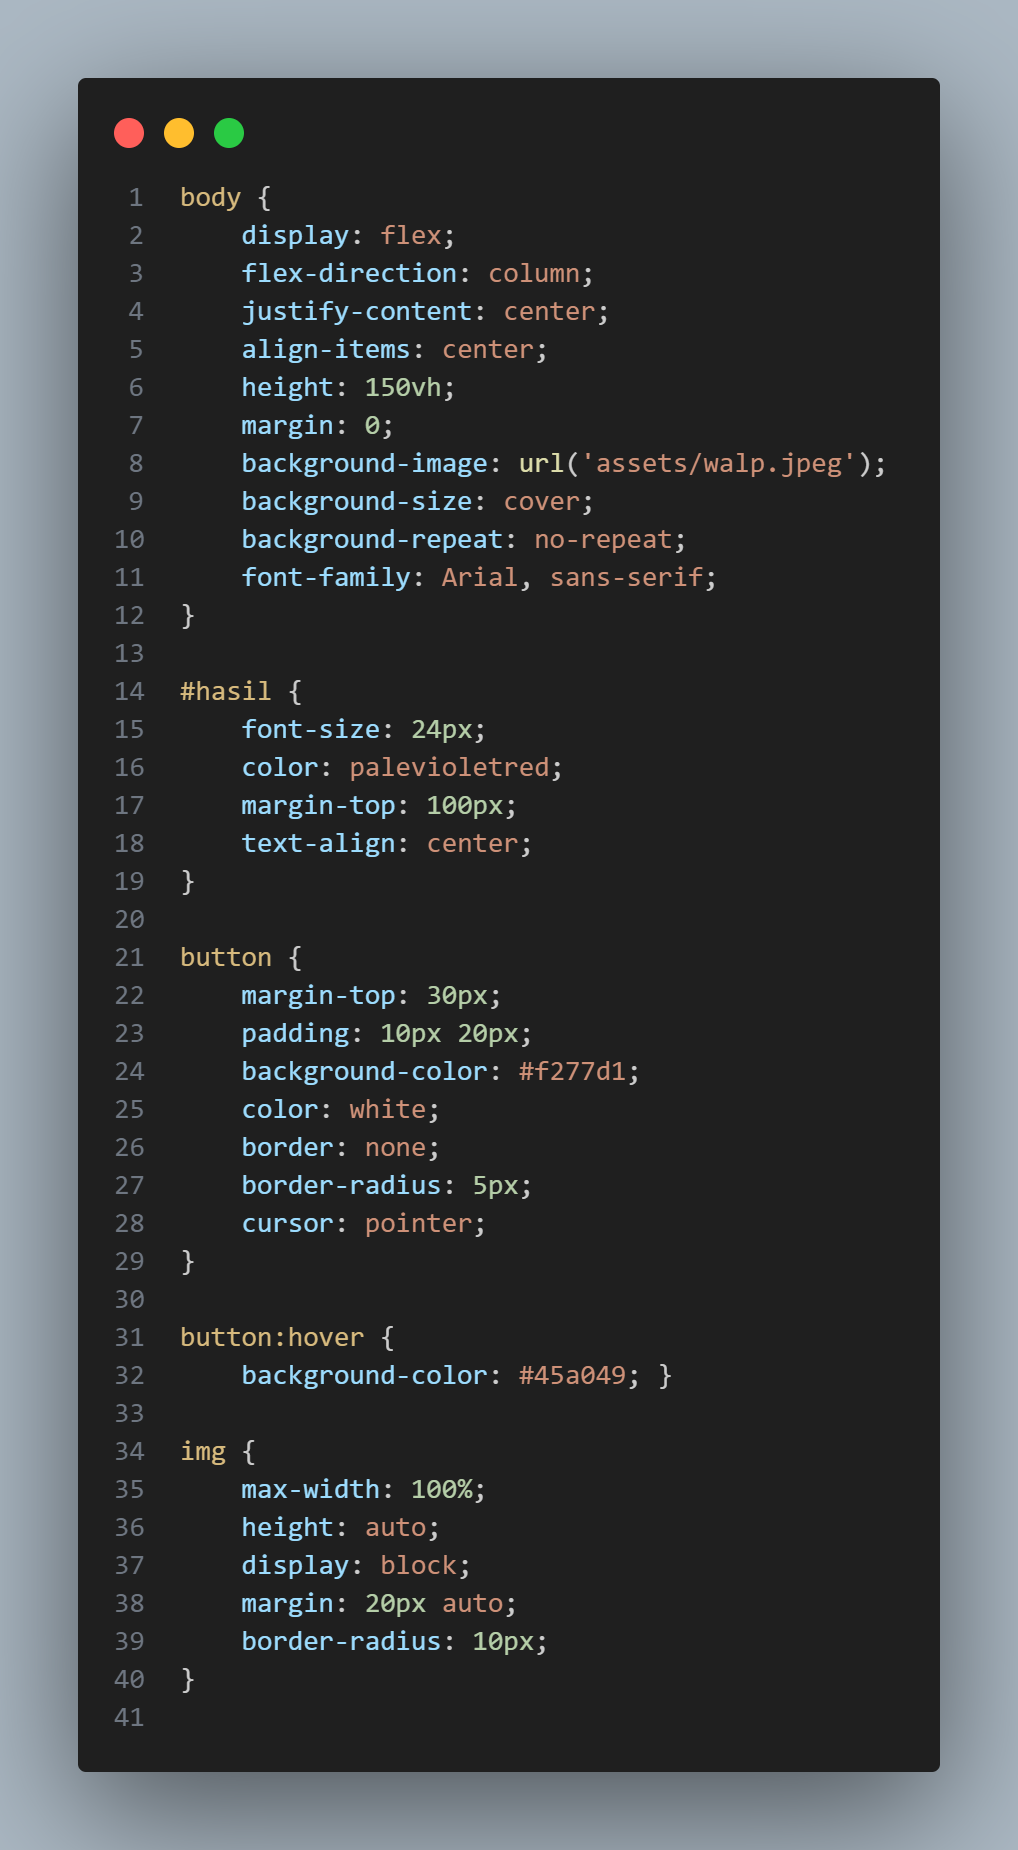 1 body {
2     display: flex;
3     flex-direction: column;
4     justify-content: center;
5     align-items: center;
6     height: 150vh;
7     margin: 0;
8     background-image: url('assets/walp.jpeg');
9     background-size: cover;
10     background-repeat: no-repeat;
11     font-family: Arial, sans-serif;
12 }
13
14 #hasil {
15     font-size: 24px;
16     color: palevioletred;
17     margin-top: 100px;
18     text-align: center;
19 }
20
21 button {
22     margin-top: 30px;
23     padding: 10px 20px;
24     background-color: #f277d1;
25     color: white;
26     border: none;
27     border-radius: 5px;
28     cursor: pointer;
29 }
30
31 button:hover {
32     background-color: #45a049; }
33
34 img {
35     max-width: 100%;
36     height: auto;
37     display: block;
38     margin: 20px auto;
39     border-radius: 10px;
40 }
41